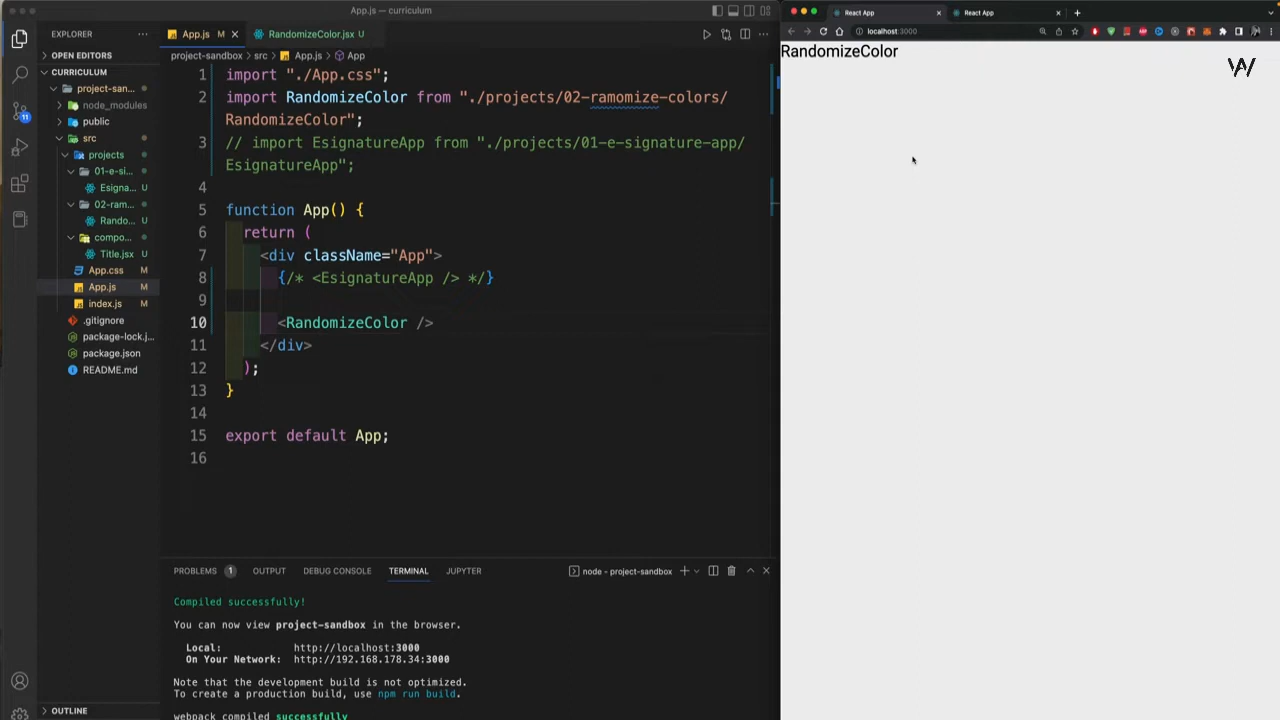 App.js — curriculum
EXPLORER
OPEN EDITORS
CURRICULUM
project-san...
node_modules
public
11
src
projects
01-e-si...
Esigna... U
02-ram...
Rando... U
compo...
Title.jsx U
App.css M
App.js M
index.js M
.gitignore
package-lock.j...
package.json
README.md
OUTLINE
App.js M
RandomizeColor.jsx U
project-sandbox > src > App.js > App
1 import "./App.css";
2 import RandomizeColor from "./projects/02-ramomize-colors/
RandomizeColor";
3 // import EsignatureApp from "./projects/01-e-signature-app/
EsignatureApp";
4
5 function App() {
6 return (
7 <div className="App">
8 {/* <EsignatureApp /> */}
9
10 <RandomizeColor />
11 </div>
12 );
13 }
14
15 export default App;
16
PROBLEMS 1 OUTPUT DEBUG CONSOLE TERMINAL JUPYTER
node - project-sandbox
Compiled successfully!
You can now view project-sandbox in the browser.
Local: http://localhost:3000
On Your Network: http://192.168.178.34:3000
Note that the development build is not optimized.
To create a production build, use npm run build.
webpack compiled successfully
React App
React App
localhost:3000
RandomizeColor
W